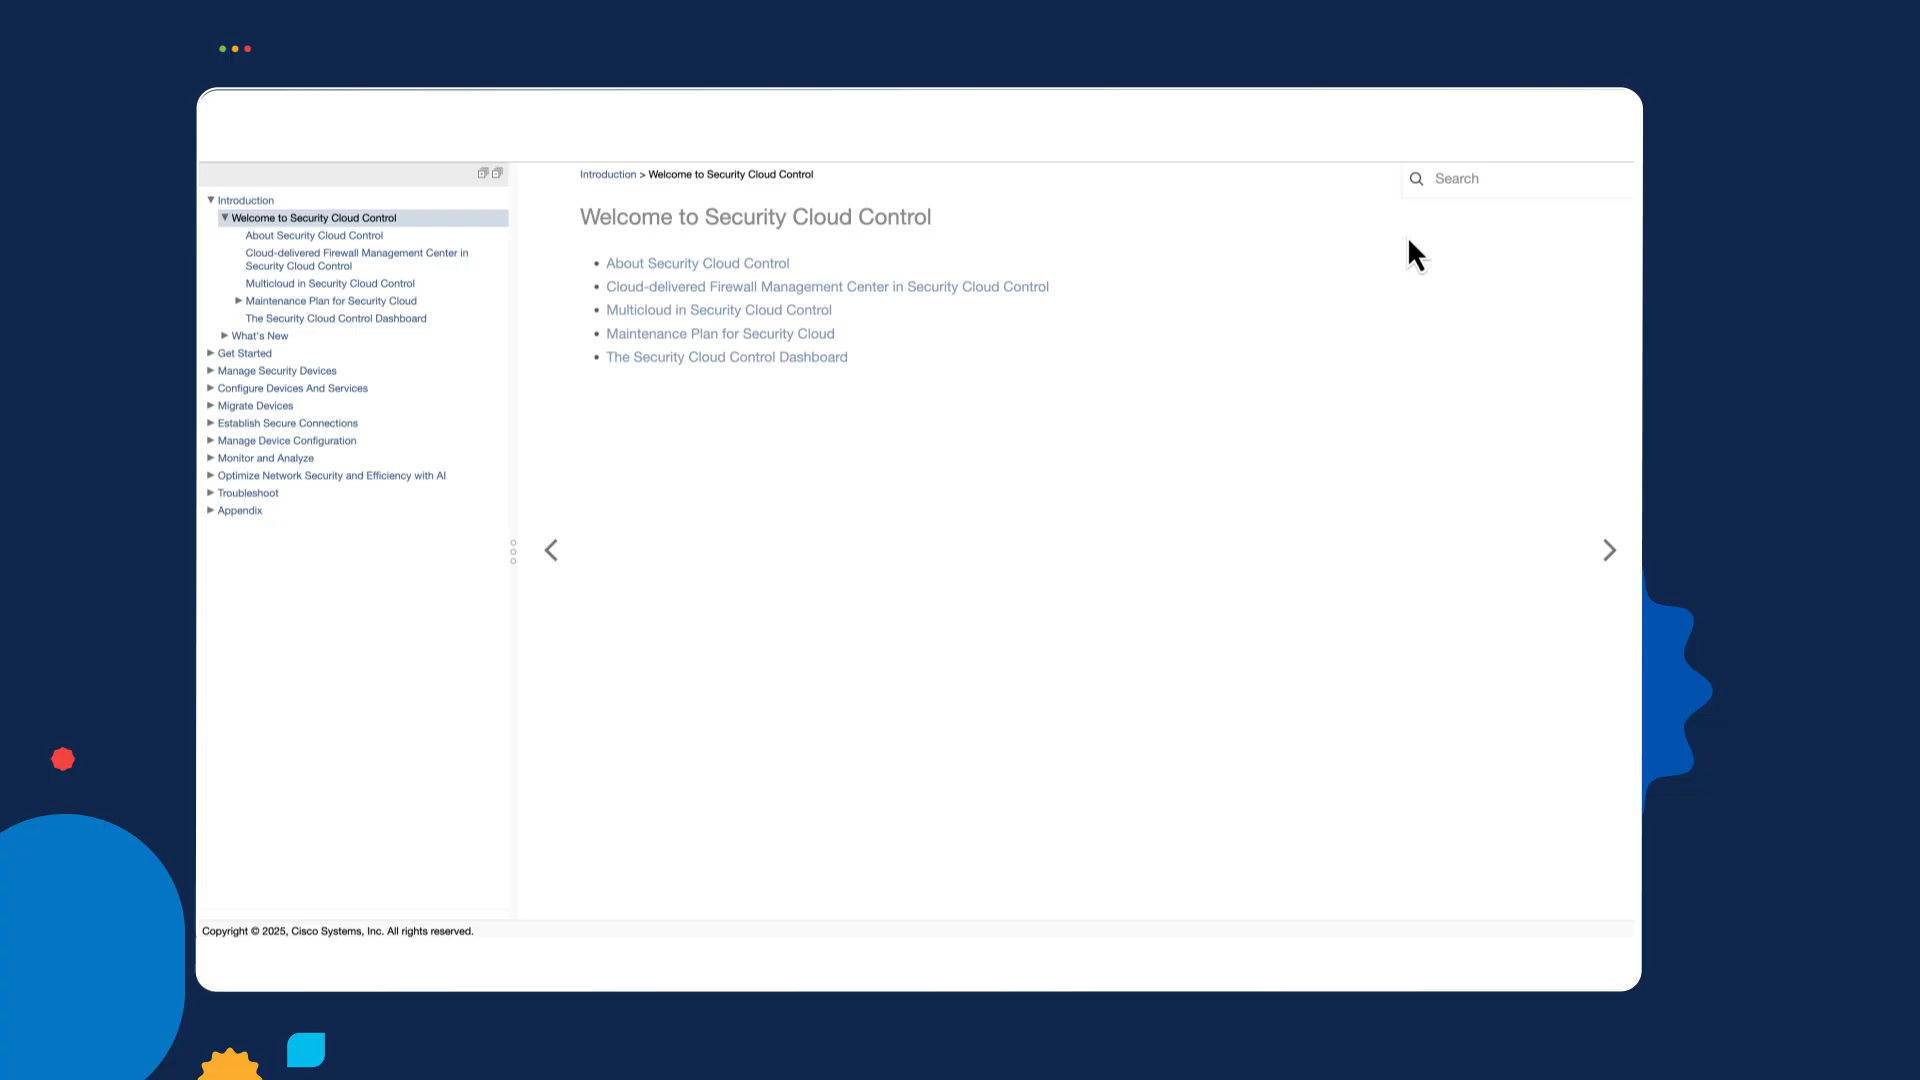 Introduction > Welcome to Security Cloud Control
Search
Introduction
Welcome to Security Cloud Control
About Security Cloud Control
Cloud-delivered Firewall Management Center in
Security Cloud Control
Multicloud in Security Cloud Control
Maintenance Plan for Security Cloud
The Security Cloud Control Dashboard
What's New
Get Started
Manage Security Devices
Configure Devices And Services
Migrate Devices
Establish Secure Connections
Manage Device Configuration
Monitor and Analyze
Optimize Network Security and Efficiency with AI
Troubleshoot
Appendix
Welcome to Security Cloud Control
• About Security Cloud Control
• Cloud-delivered Firewall Management Center in Security Cloud Control
• Multicloud in Security Cloud Control
• Maintenance Plan for Security Cloud
• The Security Cloud Control Dashboard
Copyright © 2025, Cisco Systems, Inc. All rights reserved.